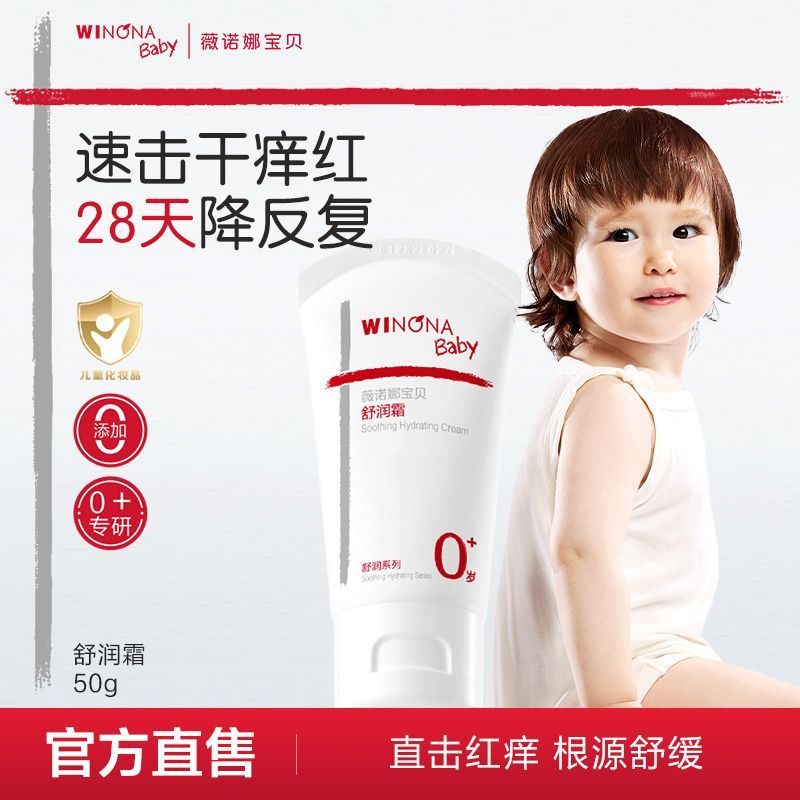 WINONA Baby | 薇诺娜宝贝
速击干痒红
28天降反复
儿童化妆品
0
添加
0+
专研
WINONA
Baby
薇诺娜宝贝
舒润霜
Soothing Hydrating Cream
舒润系列
Soothing Hydrating Series
0+
岁
舒润霜
50g
官方直售
直击红痒 根源舒缓